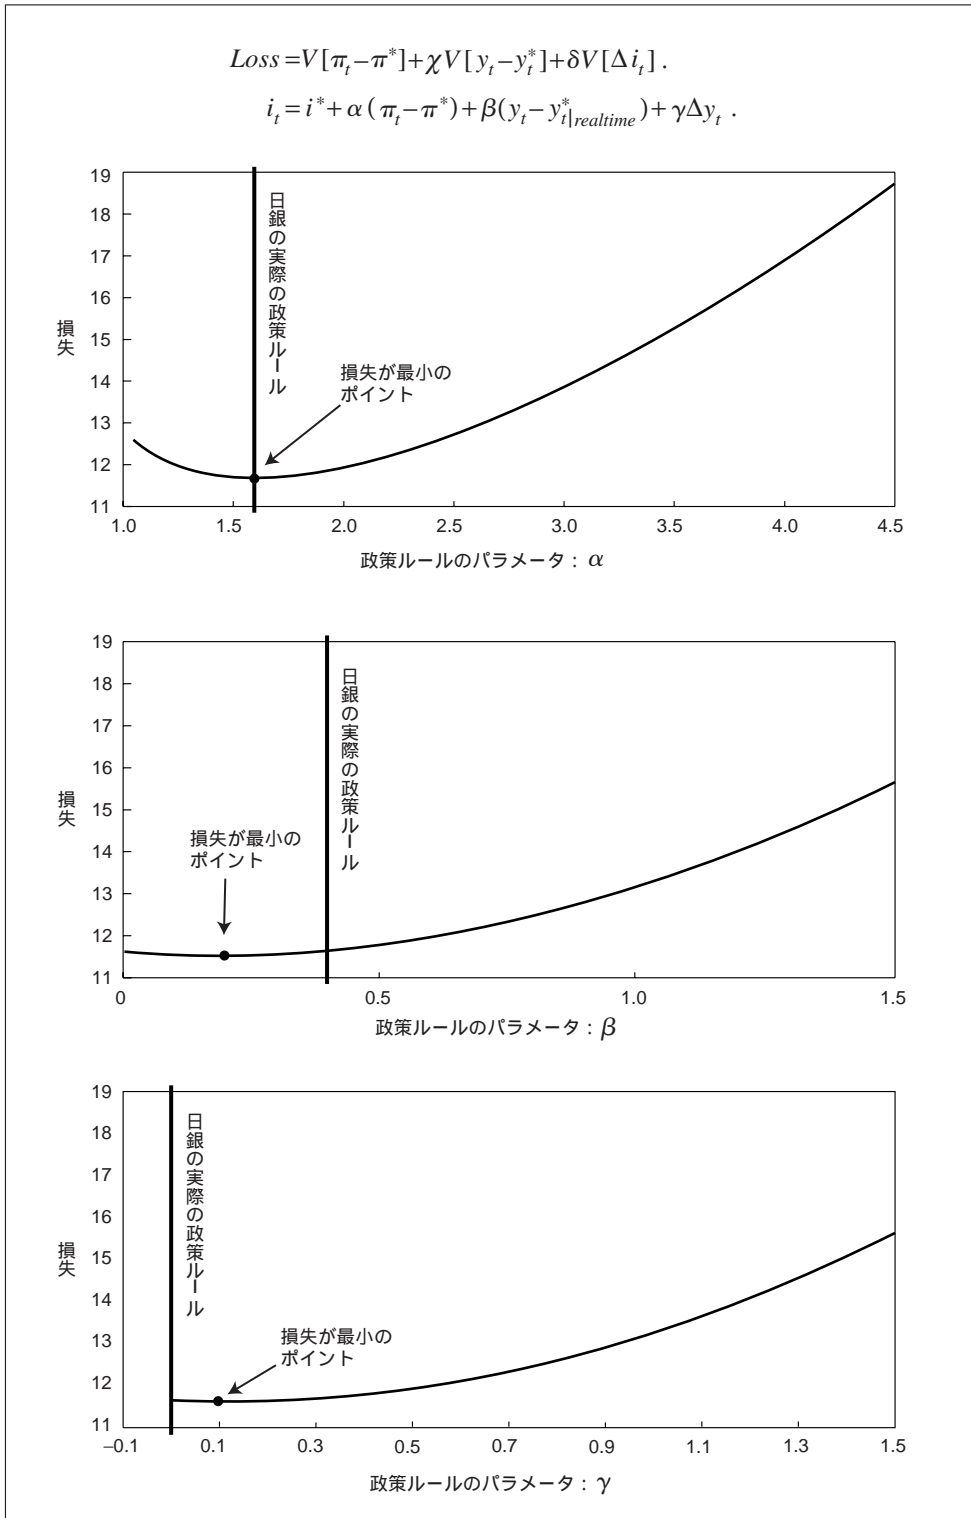 Loss = V[π_t − π*] + χV[y_t − y_t*] + δV[Δi_t] .
i_t = i* + α(π_t − π*) + β(y_t − y*_{t|realtime}) + γΔy_t .
19
18
17
16
15
14
13
12
11
損失
日銀の実際の政策ルール
損失が最小の
ポイント
1.0 1.5 2.0 2.5 3.0 3.5 4.0 4.5
政策ルールのパラメータ：α
19
18
17
16
15
14
13
12
11
損失
日銀の実際の政策ルール
損失が最小の
ポイント
0 0.5 1.0 1.5
政策ルールのパラメータ：β
19
18
17
16
15
14
13
12
11
損失
日銀の実際の政策ルール
損失が最小の
ポイント
−0.1 0.1 0.3 0.5 0.7 0.9 1.1 1.3 1.5
政策ルールのパラメータ：γ